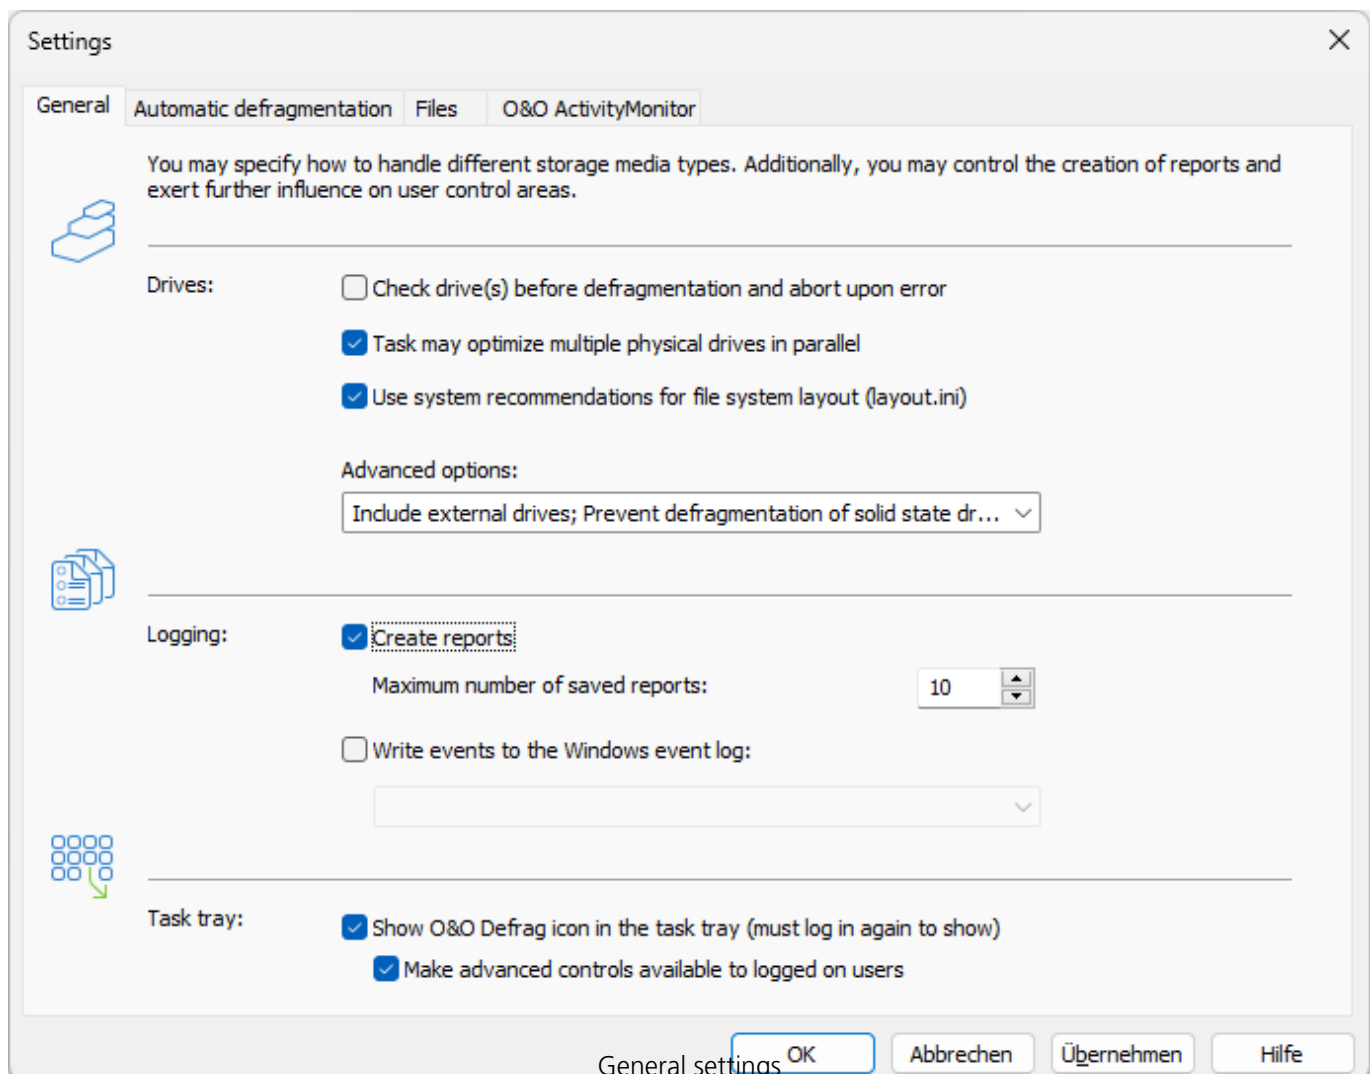 Settings
General
Automatic defragmentation
Files
O&O ActivityMonitor
You may specify how to handle different storage media types. Additionally, you may control the creation of reports and
exert further influence on user control areas.
Drives:
Check drive(s) before defragmentation and abort upon error
Task may optimize multiple physical drives in parallel
Use system recommendations for file system layout (layout.ini)
Advanced options:
Include external drives; Prevent defragmentation of solid state dr...
Logging:
Create reports
Maximum number of saved reports:
10
Write events to the Windows event log:
Task tray:
Show O&O Defrag icon in the task tray (must log in again to show)
Make advanced controls available to logged on users
OK
Abbrechen
Übernehmen
Hilfe
General settings